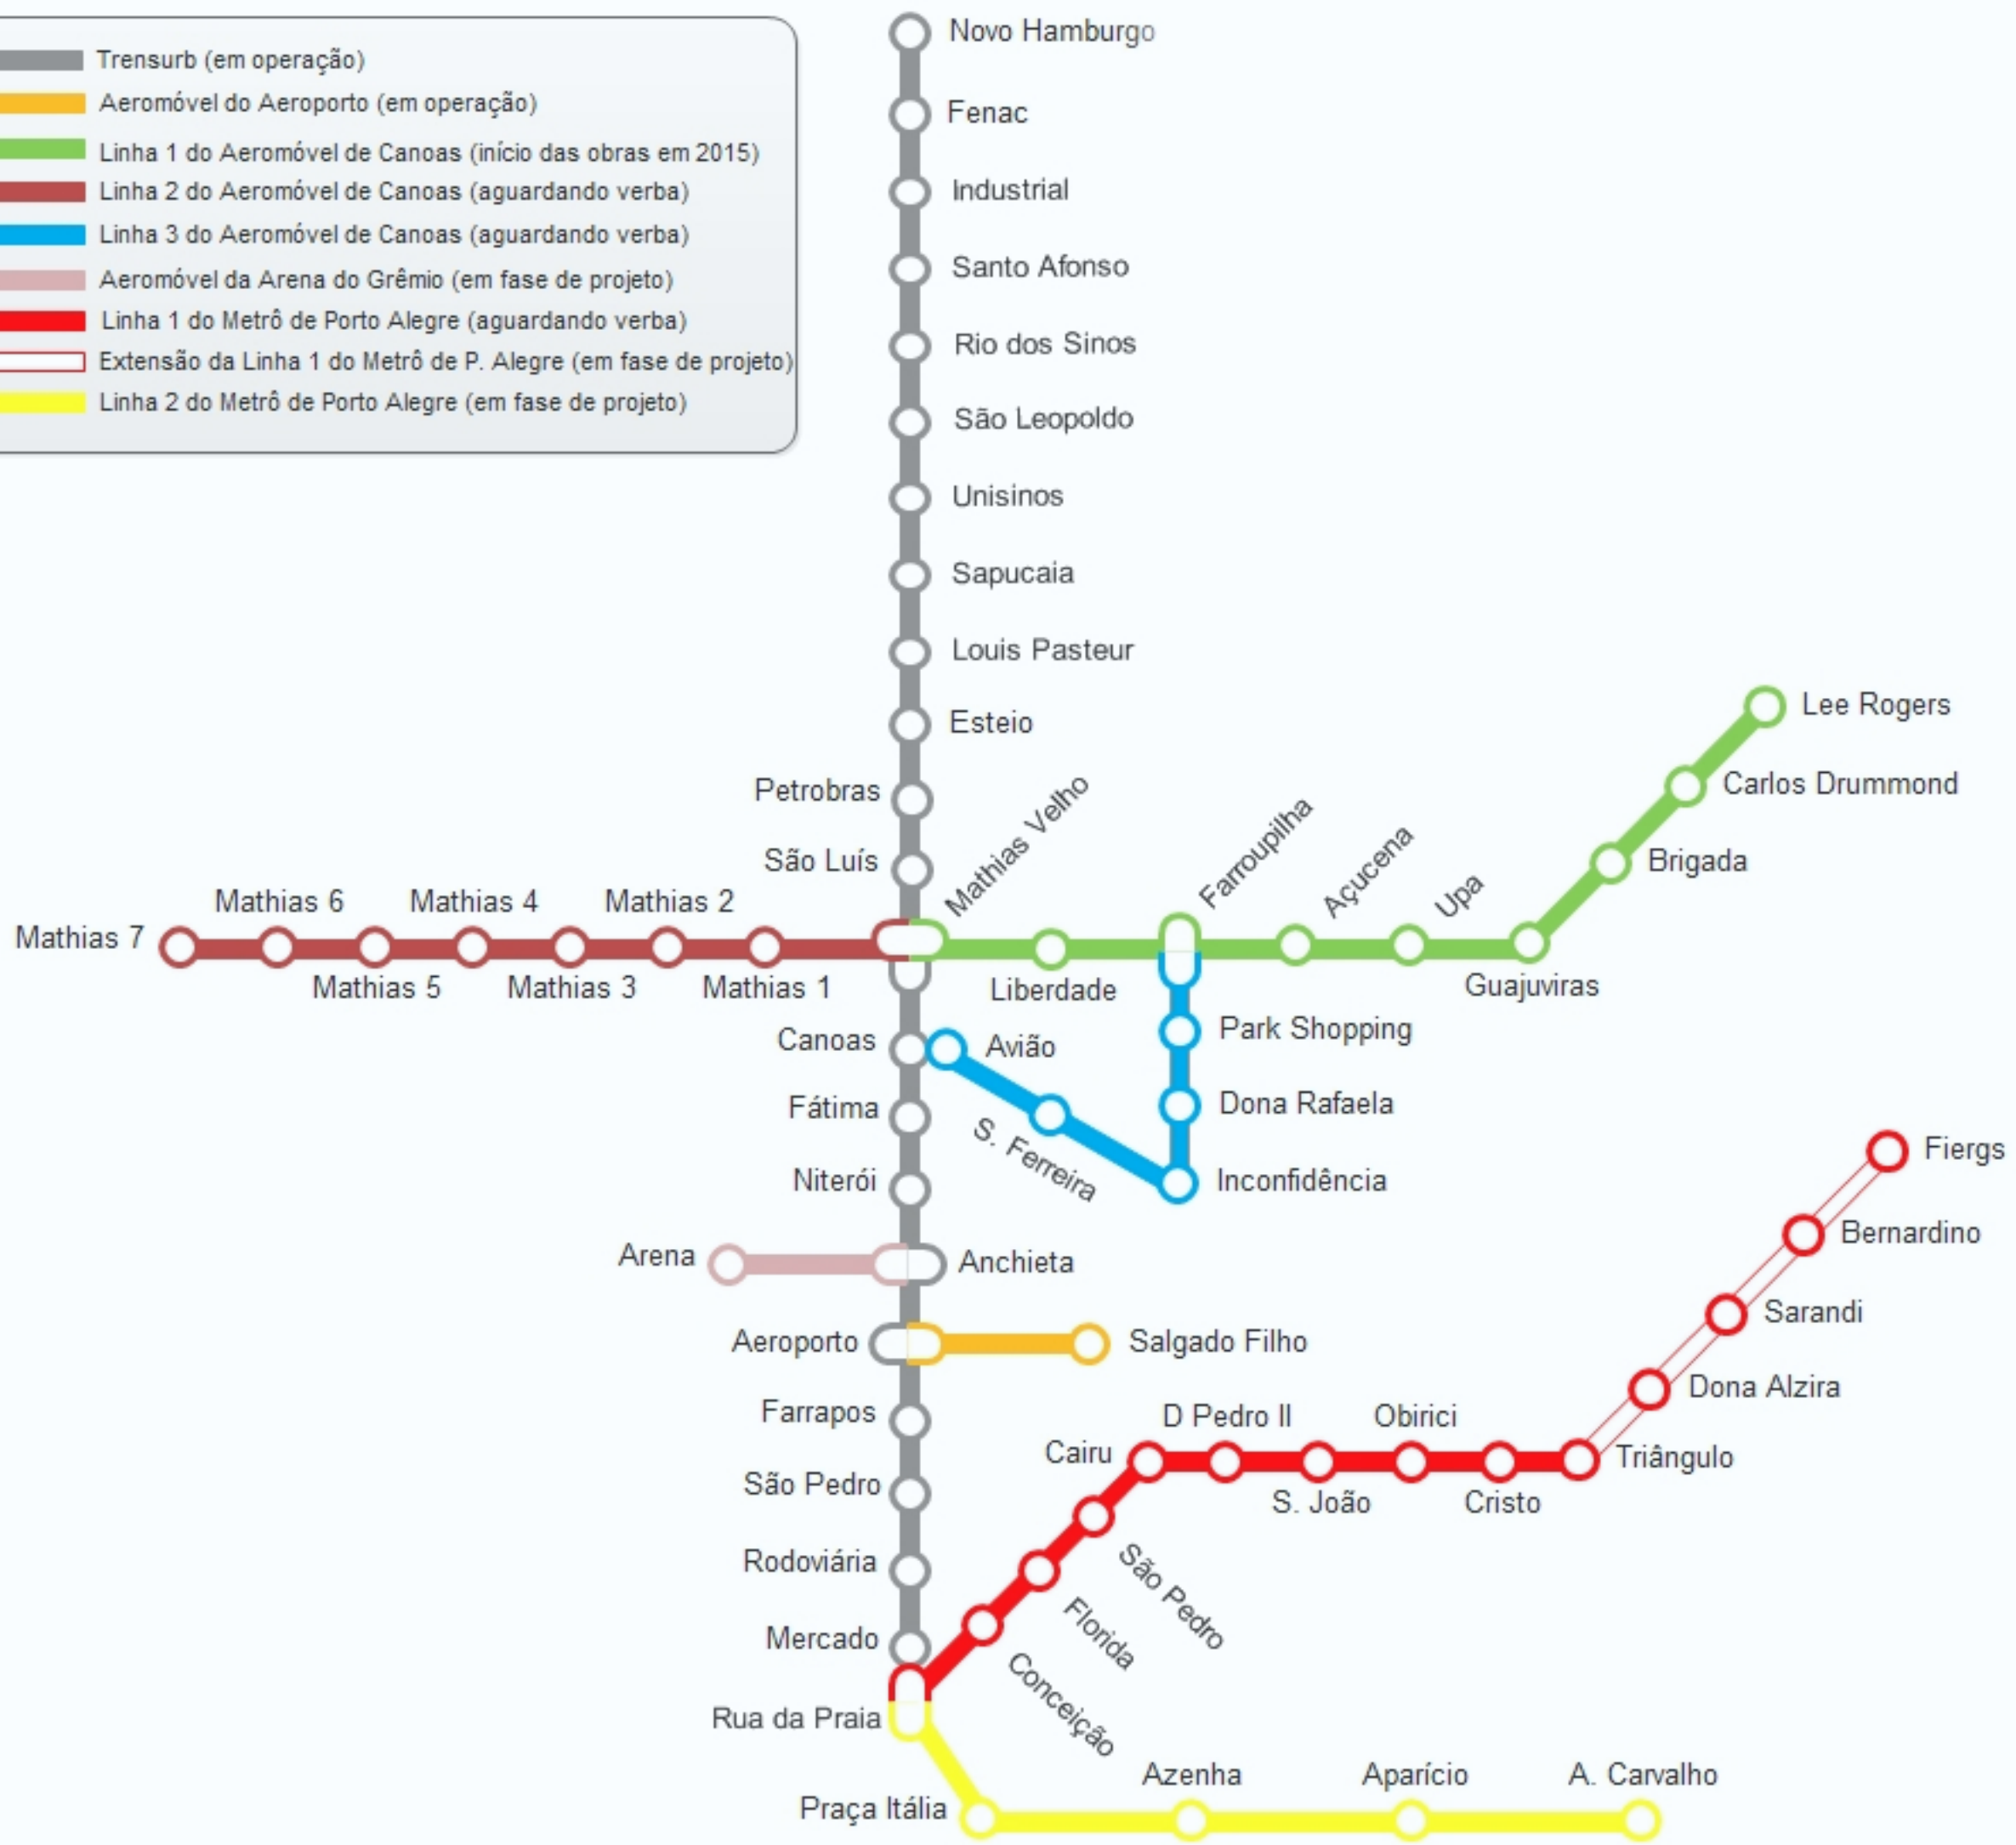 Trensurb (em operação)
Aeromóvel do Aeroporto (em operação)
Linha 1 do Aeromóvel de Canoas (início das obras em 2015)
Linha 2 do Aeromóvel de Canoas (aguardando verba)
Linha 3 do Aeromóvel de Canoas (aguardando verba)
Aeromóvel da Arena do Grêmio (em fase de projeto)
Linha 1 do Metrô de Porto Alegre (aguardando verba)
Extensão da Linha 1 do Metrô de P. Alegre (em fase de projeto)
Linha 2 do Metrô de Porto Alegre (em fase de projeto)
Novo Hamburgo
Fenac
Industrial
Santo Afonso
Rio dos Sinos
São Leopoldo
Unisinos
Sapucaia
Louis Pasteur
Esteio
Petrobras
São Luís
Mathias Velho
Farroupilha
Açucena
Upa
Lee Rogers
Carlos Drummond
Brigada
Guajuviras
Liberdade
Mathias 7
Mathias 6
Mathias 5
Mathias 4
Mathias 3
Mathias 2
Mathias 1
Canoas
Avião
S. Ferreira
Park Shopping
Dona Rafaela
Inconfidência
Fátima
Niterói
Arena
Anchieta
Aeroporto
Salgado Filho
Farrapos
São Pedro
Rodoviária
Mercado
Fiergs
Bernardino
Sarandi
Dona Alzira
Triângulo
Cristo
Obirici
S. João
D Pedro II
Cairu
São Pedro
Florida
Conceição
Rua da Praia
Praça Itália
Azenha
Aparício
A. Carvalho